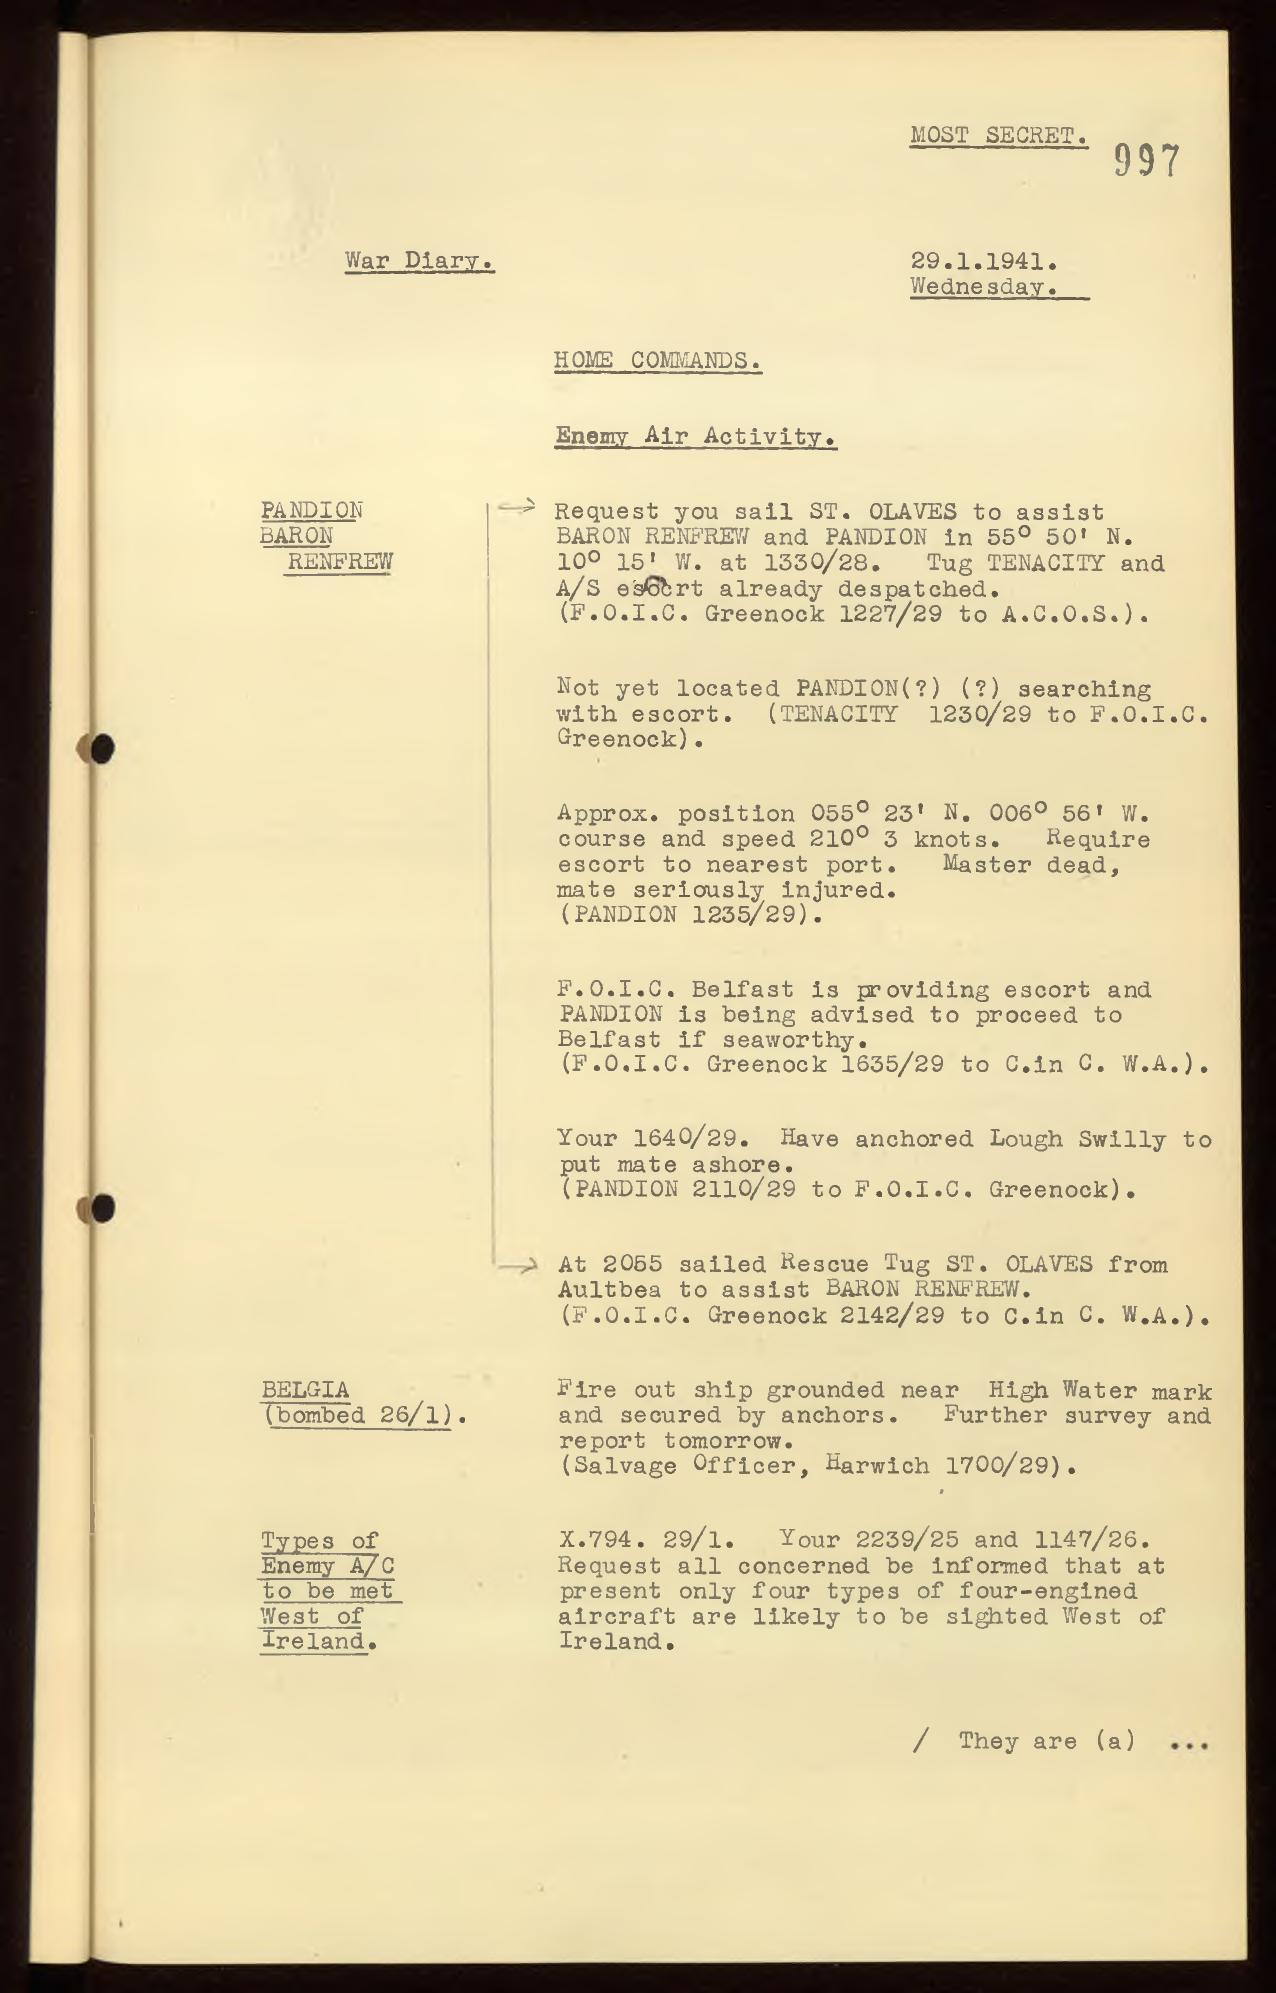 MOST SECRET.
997
War Diary.
29.1.1941.
Wednesday.
HOME COMMANDS.
Enemy Air Activity.
PANDION
BARON
RENFREW
Request you sail ST. OLAVES to assist
BARON RENFREW and PANDION in 55° 50' N.
10° 15' W. at 1330/28. Tug TENACITY and
A/S escort already despatched.
(F.O.I.C. Greenock 1227/29 to A.C.O.S.).
Not yet located PANDION(?) (?) searching
with escort. (TENACITY 1230/29 to F.O.I.C.
Greenock).
Approx. position 055° 23' N. 006° 56' W.
course and speed 210° 3 knots. Require
escort to nearest port. Master dead,
mate seriously injured.
(PANDION 1235/29).
F.O.I.C. Belfast is providing escort and
PANDION is being advised to proceed to
Belfast if seaworthy.
(F.O.I.C. Greenock 1635/29 to C.in C. W.A.).
Your 1640/29. Have anchored Lough Swilly to
put mate ashore.
(PANDION 2110/29 to F.O.I.C. Greenock).
At 2055 sailed Rescue Tug ST. OLAVES from
Aultbea to assist BARON RENFREW.
(F.O.I.C. Greenock 2142/29 to C.in C. W.A.).
BELGIA
(bombed 26/1).
Fire out ship grounded near High Water mark
and secured by anchors. Further survey and
report tomorrow.
(Salvage Officer, Harwich 1700/29).
Types of
Enemy A/C
to be met
West of
Ireland.
X.794. 29/1. Your 2239/25 and 1147/26.
Request all concerned be informed that at
present only four types of four-engined
aircraft are likely to be sighted West of
Ireland.
/ They are (a) ...